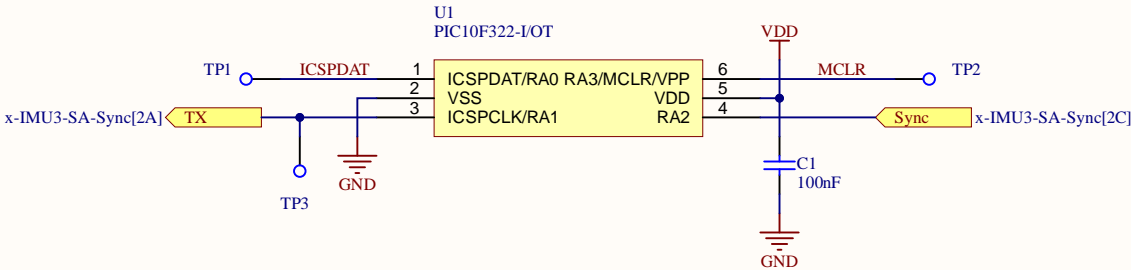 U1
PIC10F322-I/OT
VDD
TP1
ICSPDAT
1
ICSPDAT/RA0
RA3/MCLR/VPP
6
MCLR
TP2
2
VSS
VDD
5
x-IMU3-SA-Sync[2A]
TX
3
ICSPCLK/RA1
RA2
4
Sync
x-IMU3-SA-Sync[2C]
C1
100nF
GND
TP3
GND